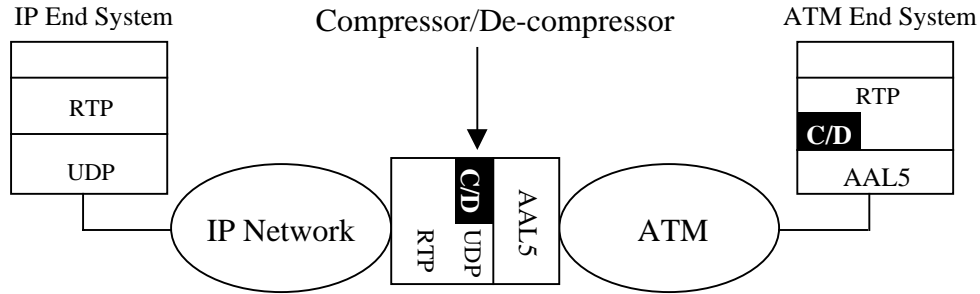 IP End System
Compressor/De-compressor
ATM End System
RTP
UDP
IP Network
RTP
UDP
C/D
AAL5
ATM
RTP
C/D
AAL5